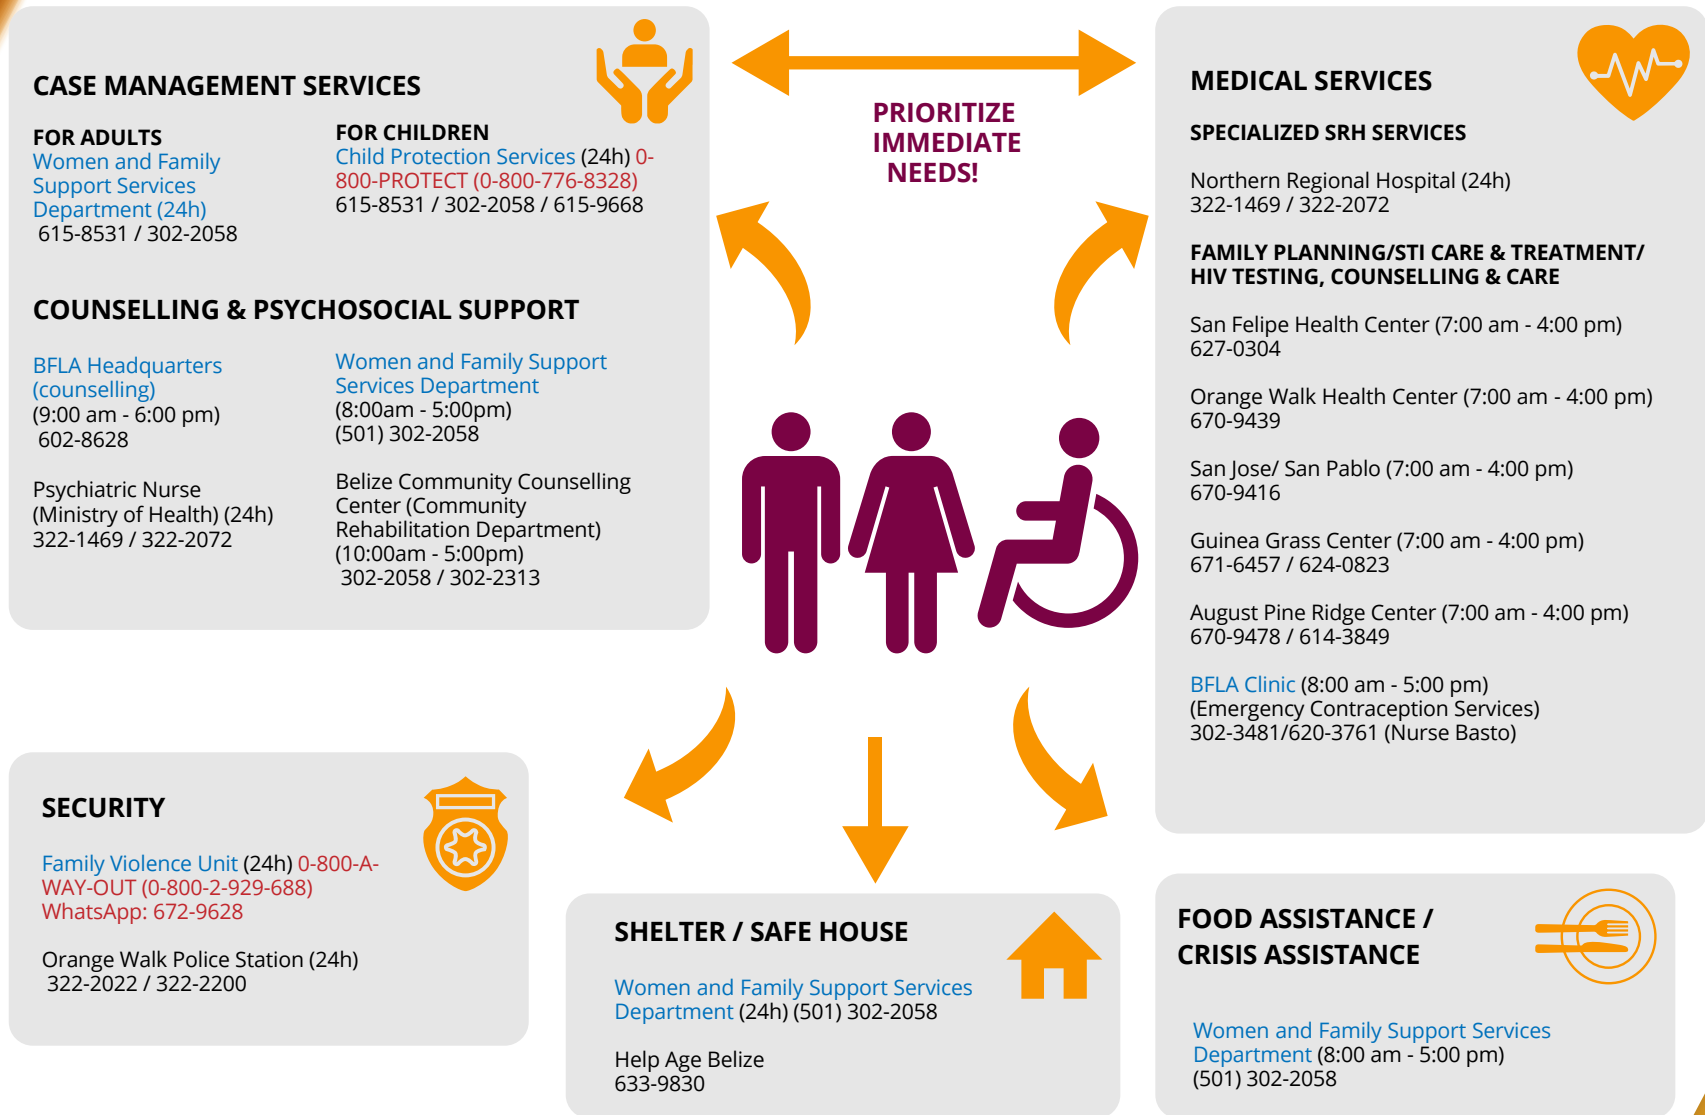 CASE MANAGEMENT SERVICES
FOR ADULTS
Women and Family
Support Services
Department (24h)
615-8531 / 302-2058
FOR CHILDREN
Child Protection Services (24h) 0-
800-PROTECT (0-800-776-8328)
615-8531 / 302-2058 / 615-9668
COUNSELLING & PSYCHOSOCIAL SUPPORT
BFLA Headquarters
(counselling)
(9:00 am - 6:00 pm)
602-8628
Psychiatric Nurse
(Ministry of Health) (24h)
322-1469 / 322-2072
Women and Family Support
Services Department
(8:00am - 5:00pm)
(501) 302-2058
Belize Community Counselling
Center (Community
Rehabilitation Department)
(10:00am - 5:00pm)
302-2058 / 302-2313
PRIORITIZE
IMMEDIATE
NEEDS!
MEDICAL SERVICES
SPECIALIZED SRH SERVICES
Northern Regional Hospital (24h)
322-1469 / 322-2072
FAMILY PLANNING/STI CARE & TREATMENT/
HIV TESTING, COUNSELLING & CARE
San Felipe Health Center (7:00 am - 4:00 pm)
627-0304
Orange Walk Health Center (7:00 am - 4:00 pm)
670-9439
San Jose/ San Pablo (7:00 am - 4:00 pm)
670-9416
Guinea Grass Center (7:00 am - 4:00 pm)
671-6457 / 624-0823
August Pine Ridge Center (7:00 am - 4:00 pm)
670-9478 / 614-3849
BFLA Clinic (8:00 am - 5:00 pm)
(Emergency Contraception Services)
302-3481/620-3761 (Nurse Basto)
SECURITY
Family Violence Unit (24h) 0-800-A-
WAY-OUT (0-800-2-929-688)
WhatsApp: 672-9628
Orange Walk Police Station (24h)
322-2022 / 322-2200
SHELTER / SAFE HOUSE
Women and Family Support Services
Department (24h) (501) 302-2058
Help Age Belize
633-9830
FOOD ASSISTANCE /
CRISIS ASSISTANCE
Women and Family Support Services
Department (8:00 am - 5:00 pm)
(501) 302-2058